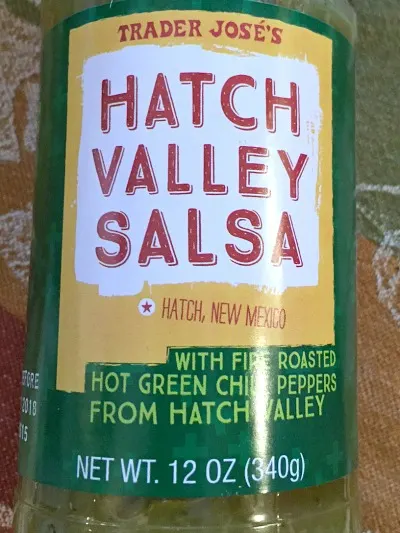 TRADER JOSÉ'S
HATCH
VALLEY
SALSA
HATCH, NEW MEXICO
WITH FIRE ROASTED
HOT GREEN CHILE PEPPERS
FROM HATCH VALLEY
NET WT. 12 OZ (340g)
2018